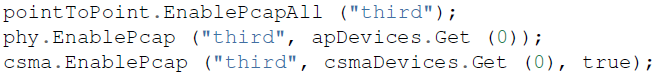 pointToPoint.EnablePcapAll ("third");
phy.EnablePcap ("third", apDevices.Get (0));
csma.EnablePcap ("third", csmaDevices.Get (0), true);